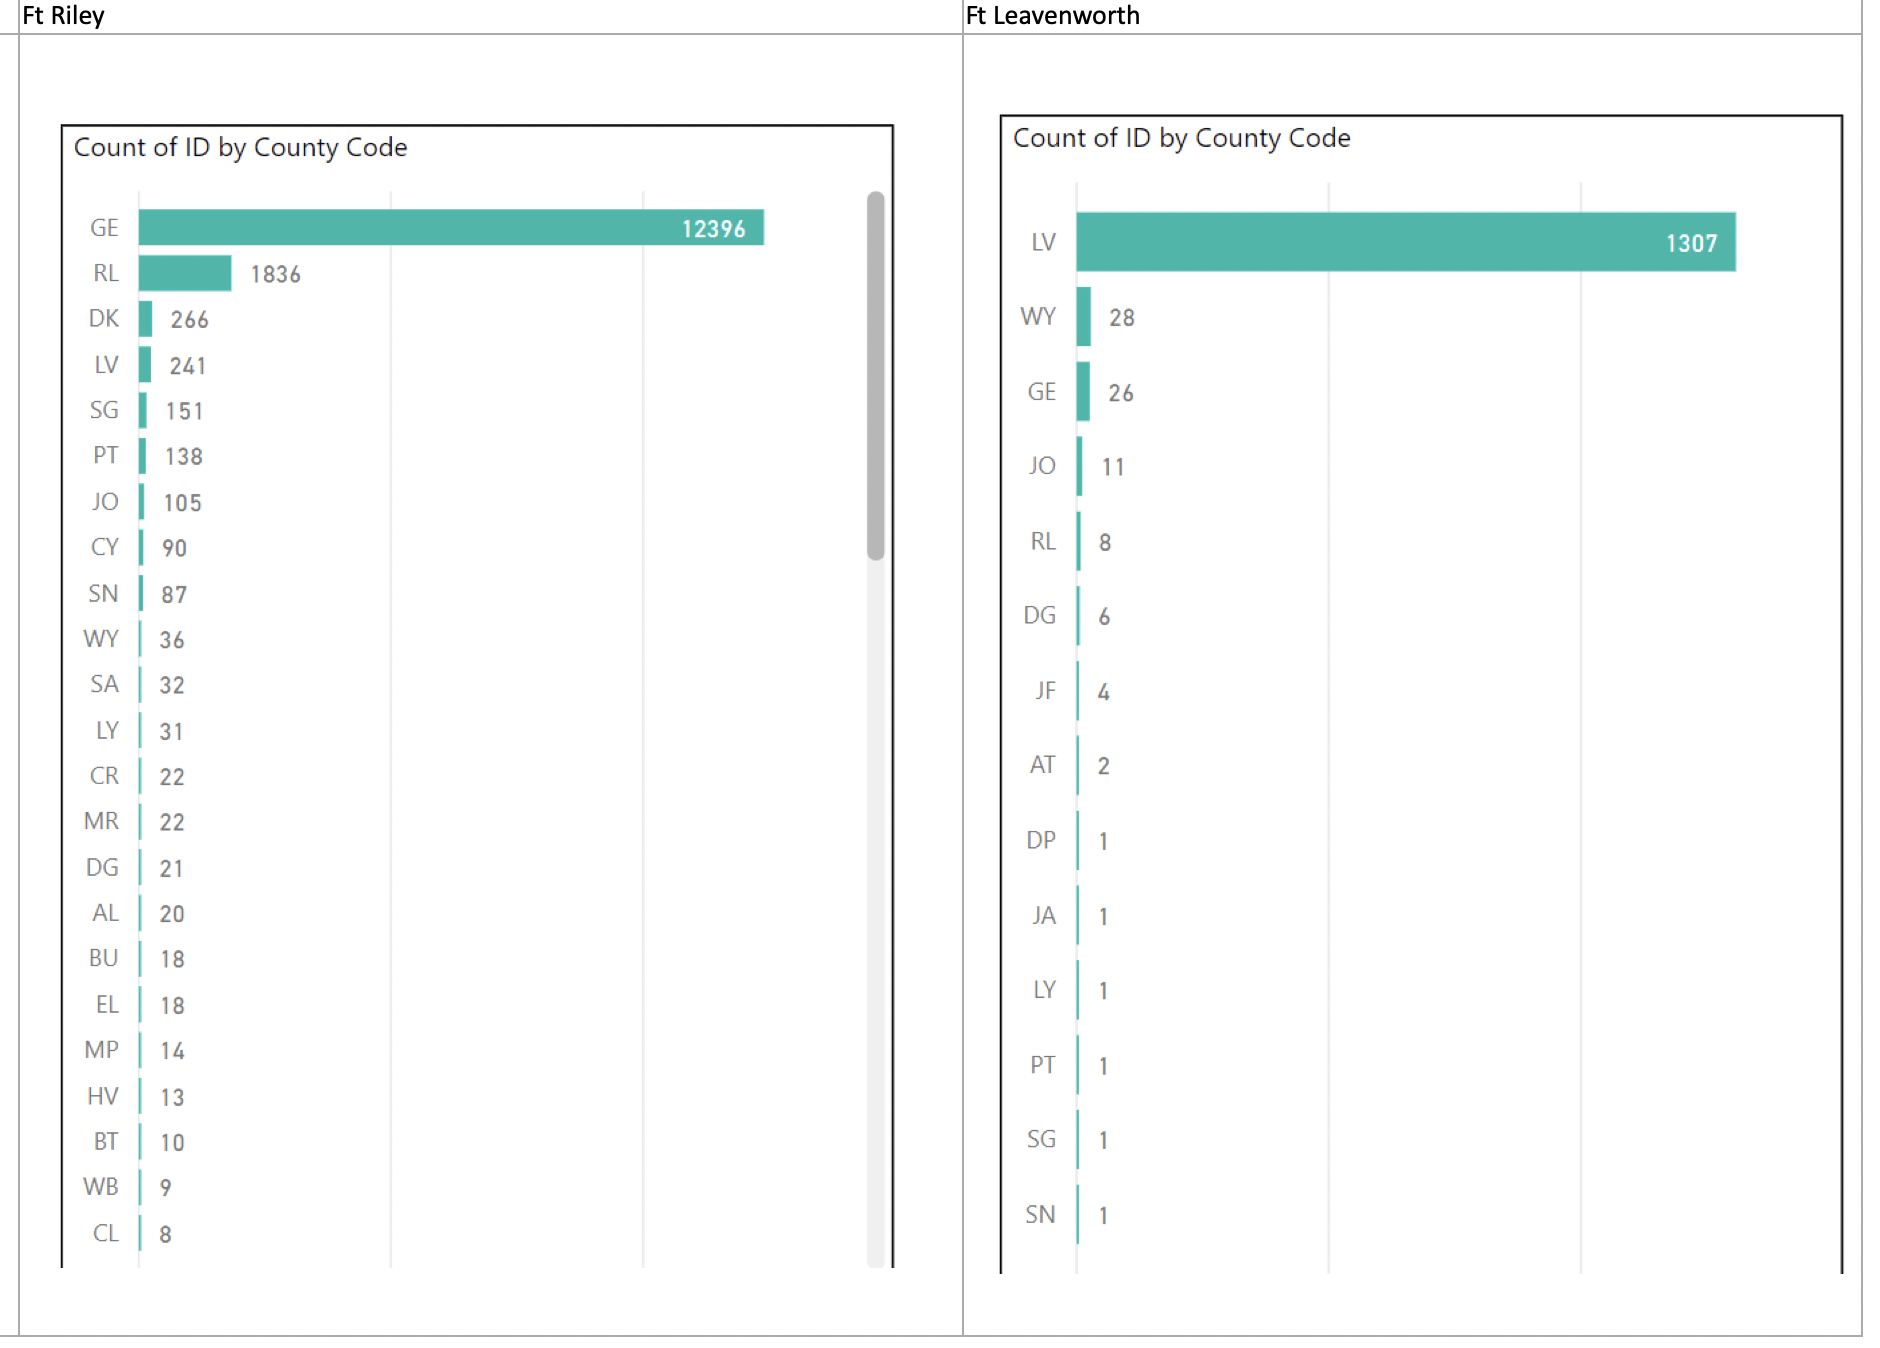 Ft Riley
Count of ID by County Code
GE 12396
RL 1836
DK 266
LV 241
SG 151
PT 138
JO 105
CY 90
SN 87
WY 36
SA 32
LY 31
CR 22
MR 22
DG 21
AL 20
BU 18
EL 18
MP 14
HV 13
BT 10
WB 9
CL 8
Ft Leavenworth
Count of ID by County Code
LV 1307
WY 28
GE 26
JO 11
RL 8
DG 6
JF 4
AT 2
DP 1
JA 1
LY 1
PT 1
SG 1
SN 1